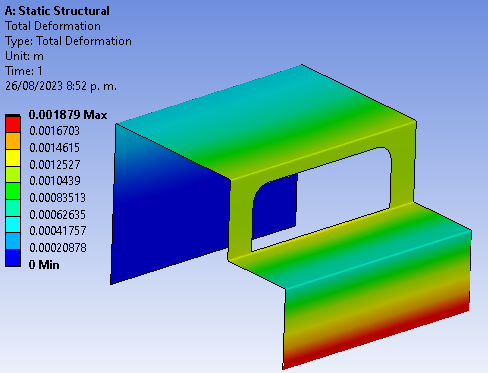 A: Static Structural
Total Deformation
Type: Total Deformation
Unit: m
Time: 1
26/08/2023 8:52 p. m.
0.001879 Max
0.0016703
0.0014615
0.0012527
0.0010439
0.00083513
0.00062635
0.00041757
0.00020878
0 Min